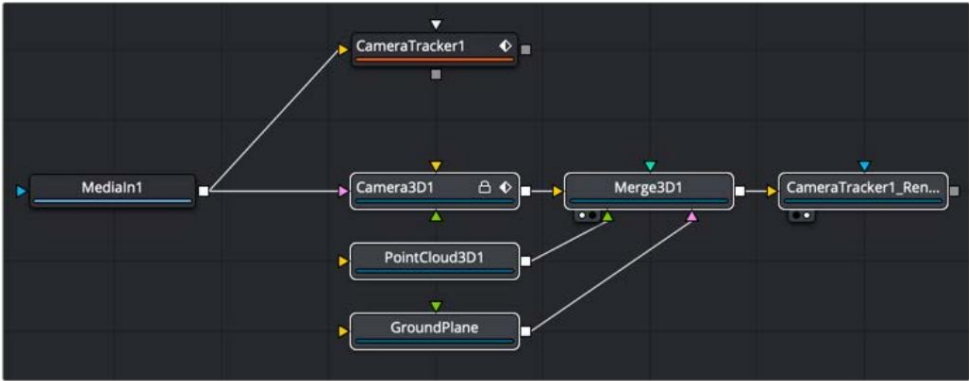 CameraTracker1
MediaIn1
Camera3D1
Merge3D1
CameraTracker1_Ren...
PointCloud3D1
GroundPlane